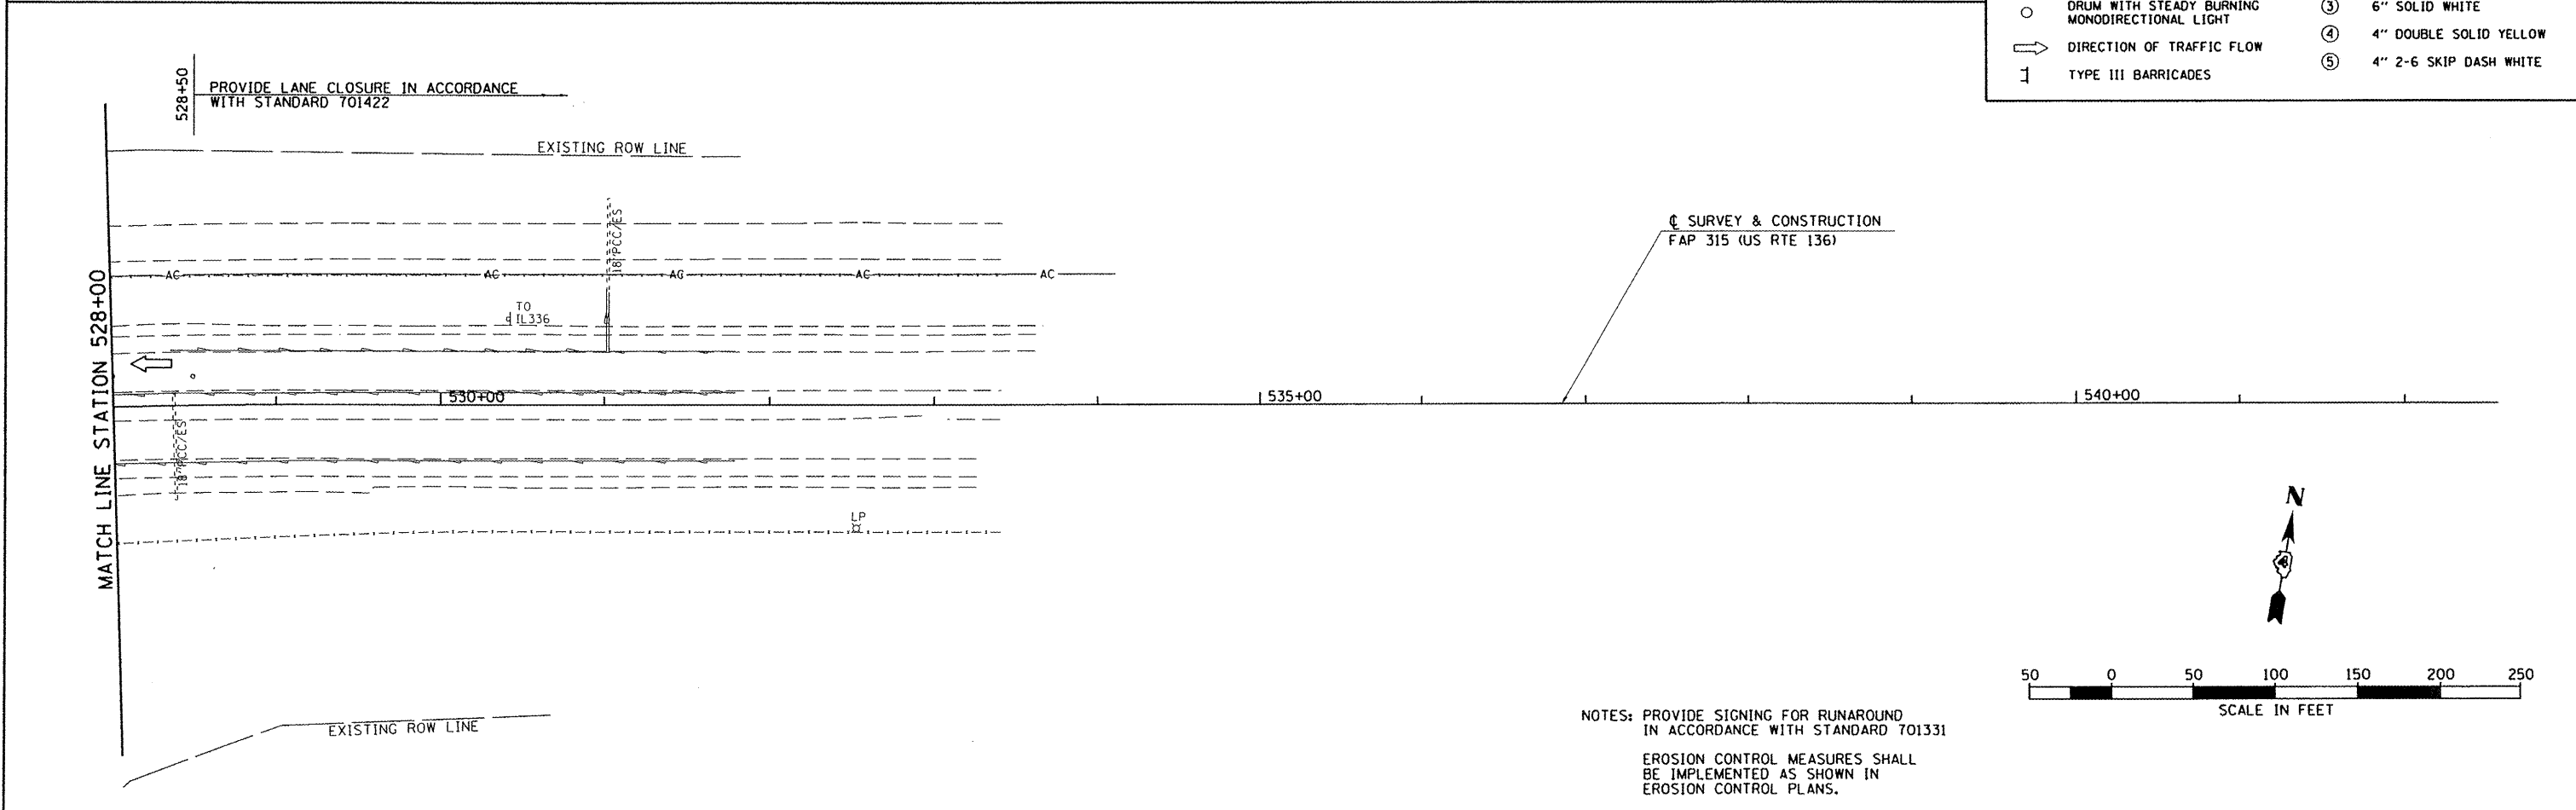 DRUM WITH STEADY BURNING
MONODIRECTIONAL LIGHT
③ 6" SOLID WHITE
DIRECTION OF TRAFFIC FLOW
④ 4" DOUBLE SOLID YELLOW
TYPE III BARRICADES
⑤ 4" 2-6 SKIP DASH WHITE
528+50
PROVIDE LANE CLOSURE IN ACCORDANCE
WITH STANDARD 701422
EXISTING ROW LINE
18"PCC/ES
℄ SURVEY & CONSTRUCTION
FAP 315 (US RTE 136)
AC AC AC AC AC
TO
IL336
MATCH LINE STATION 528+00
530+00 535+00 540+00
18"PCC/ES
LP
N
4
EXISTING ROW LINE
50 0 50 100 150 200 250
SCALE IN FEET
NOTES: PROVIDE SIGNING FOR RUNAROUND
IN ACCORDANCE WITH STANDARD 701331
EROSION CONTROL MEASURES SHALL
BE IMPLEMENTED AS SHOWN IN
EROSION CONTROL PLANS.